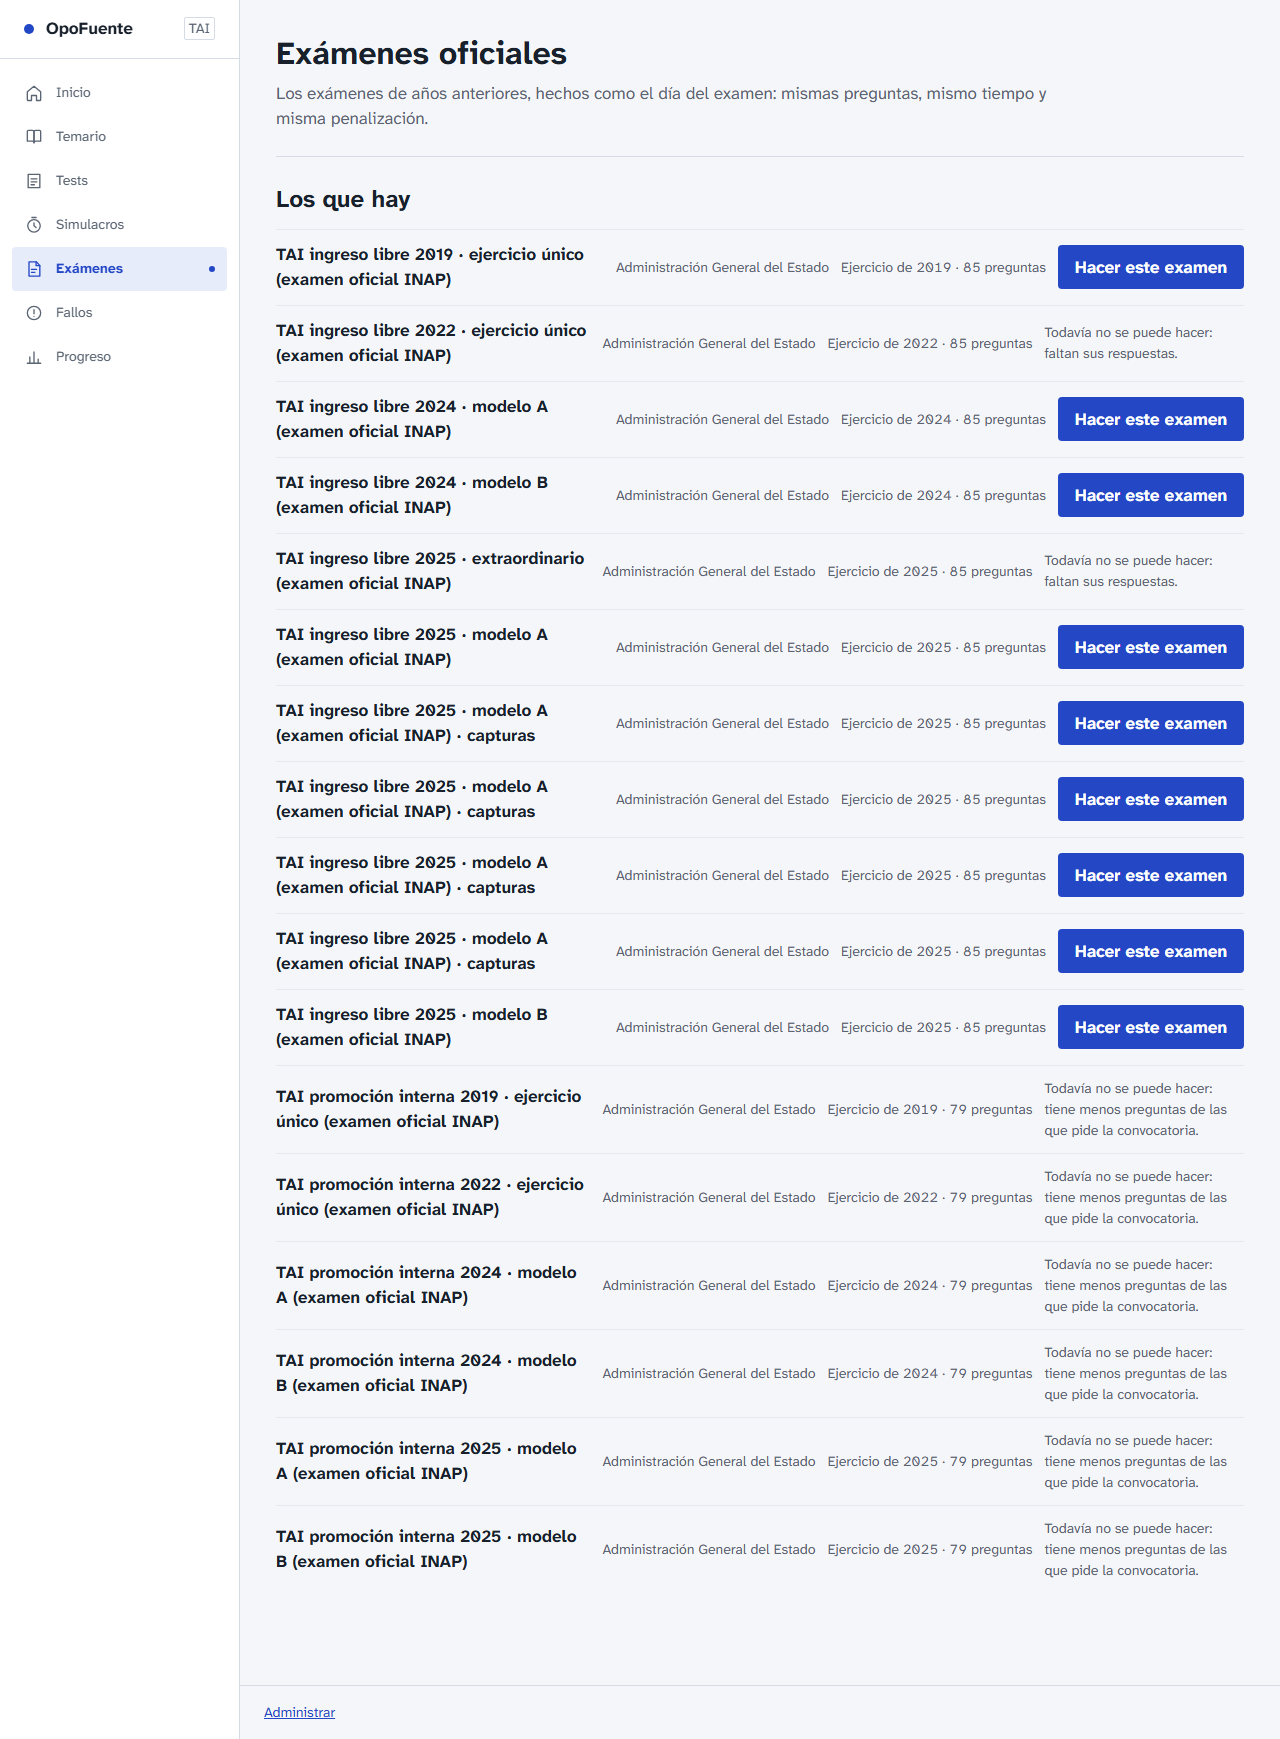 OpoFuente TAI
Inicio
Temario
Tests
Simulacros
Exámenes
Fallos
Progreso
Exámenes oficiales
Los exámenes de años anteriores, hechos como el día del examen: mismas preguntas, mismo tiempo y
misma penalización.
Los que hay
TAI ingreso libre 2019 · ejercicio único
(examen oficial INAP)
Administración General del Estado Ejercicio de 2019 · 85 preguntas
Hacer este examen
TAI ingreso libre 2022 · ejercicio único
(examen oficial INAP)
Administración General del Estado Ejercicio de 2022 · 85 preguntas
Todavía no se puede hacer:
faltan sus respuestas.
TAI ingreso libre 2024 · modelo A
(examen oficial INAP)
Administración General del Estado Ejercicio de 2024 · 85 preguntas
Hacer este examen
TAI ingreso libre 2024 · modelo B
(examen oficial INAP)
Administración General del Estado Ejercicio de 2024 · 85 preguntas
Hacer este examen
TAI ingreso libre 2025 · extraordinario
(examen oficial INAP)
Administración General del Estado Ejercicio de 2025 · 85 preguntas
Todavía no se puede hacer:
faltan sus respuestas.
TAI ingreso libre 2025 · modelo A
(examen oficial INAP)
Administración General del Estado Ejercicio de 2025 · 85 preguntas
Hacer este examen
TAI ingreso libre 2025 · modelo A
(examen oficial INAP) · capturas
Administración General del Estado Ejercicio de 2025 · 85 preguntas
Hacer este examen
TAI ingreso libre 2025 · modelo A
(examen oficial INAP) · capturas
Administración General del Estado Ejercicio de 2025 · 85 preguntas
Hacer este examen
TAI ingreso libre 2025 · modelo A
(examen oficial INAP) · capturas
Administración General del Estado Ejercicio de 2025 · 85 preguntas
Hacer este examen
TAI ingreso libre 2025 · modelo A
(examen oficial INAP) · capturas
Administración General del Estado Ejercicio de 2025 · 85 preguntas
Hacer este examen
TAI ingreso libre 2025 · modelo B
(examen oficial INAP)
Administración General del Estado Ejercicio de 2025 · 85 preguntas
Hacer este examen
TAI promoción interna 2019 · ejercicio
único (examen oficial INAP)
Administración General del Estado Ejercicio de 2019 · 79 preguntas
Todavía no se puede hacer:
tiene menos preguntas de las
que pide la convocatoria.
TAI promoción interna 2022 · ejercicio
único (examen oficial INAP)
Administración General del Estado Ejercicio de 2022 · 79 preguntas
Todavía no se puede hacer:
tiene menos preguntas de las
que pide la convocatoria.
TAI promoción interna 2024 · modelo
A (examen oficial INAP)
Administración General del Estado Ejercicio de 2024 · 79 preguntas
Todavía no se puede hacer:
tiene menos preguntas de las
que pide la convocatoria.
TAI promoción interna 2024 · modelo
B (examen oficial INAP)
Administración General del Estado Ejercicio de 2024 · 79 preguntas
Todavía no se puede hacer:
tiene menos preguntas de las
que pide la convocatoria.
TAI promoción interna 2025 · modelo
A (examen oficial INAP)
Administración General del Estado Ejercicio de 2025 · 79 preguntas
Todavía no se puede hacer:
tiene menos preguntas de las
que pide la convocatoria.
TAI promoción interna 2025 · modelo
B (examen oficial INAP)
Administración General del Estado Ejercicio de 2025 · 79 preguntas
Todavía no se puede hacer:
tiene menos preguntas de las
que pide la convocatoria.
Administrar